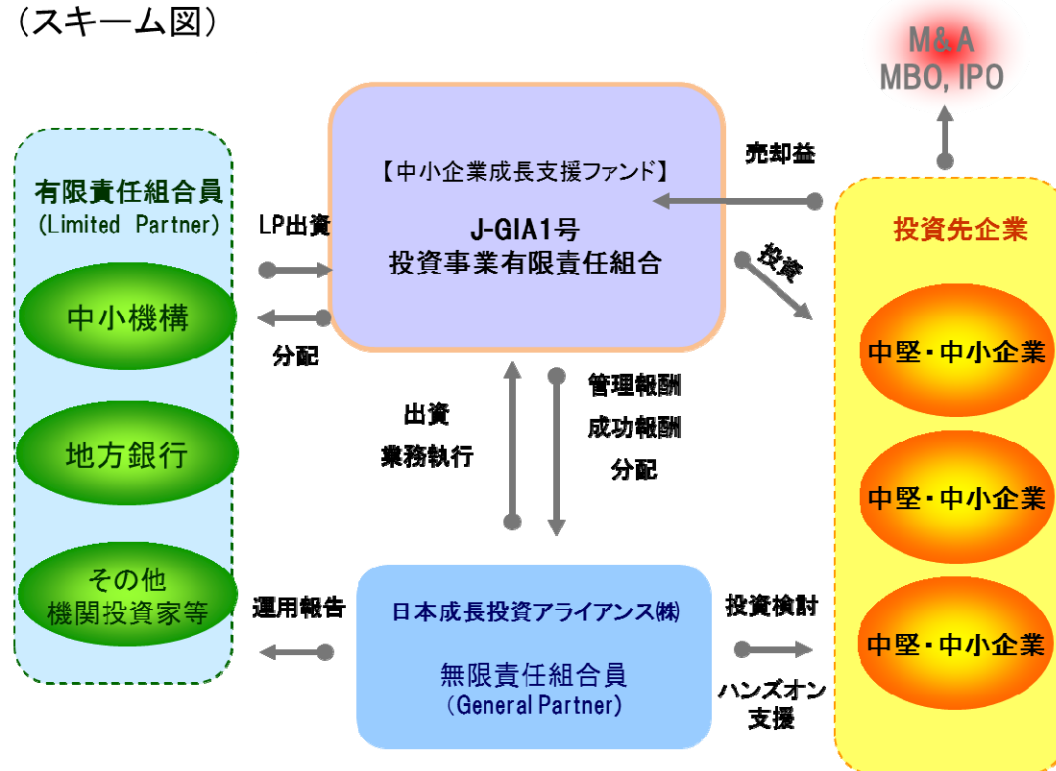 (スキーム図)
M&A
MBO, IPO
有限責任組合員
(Limited Partner)
中小機構
地方銀行
その他
機関投資家等
LP出資
分配
【中小企業成長支援ファンド】
J-GIA1号
投資事業有限責任組合
売却益
投資
投資先企業
中堅・中小企業
中堅・中小企業
中堅・中小企業
出資
業務執行
管理報酬
成功報酬
分配
運用報告
日本成長投資アライアンス㈱
無限責任組合員
(General Partner)
投資検討
ハンズオン
支援